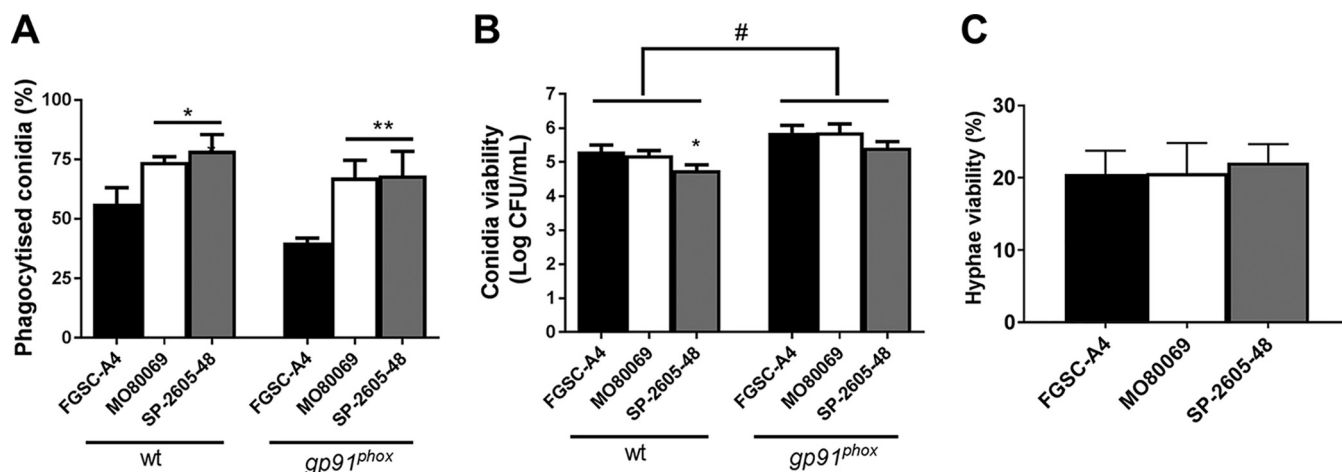 A
Phagocytised conidia (%)
100
75
50
25
0
*
**
FGSC-A4
MO80069
SP-2605-48
FGSC-A4
MO80069
SP-2605-48
wt
gp91phox
B
Conidia viability
(Log CFU/mL)
7
6
5
4
3
2
1
0
#
*
FGSC-A4
MO80069
SP-2605-48
FGSC-A4
MO80069
SP-2605-48
wt
gp91phox
C
Hyphae viability (%)
30
20
10
0
FGSC-A4
MO80069
SP-2605-48